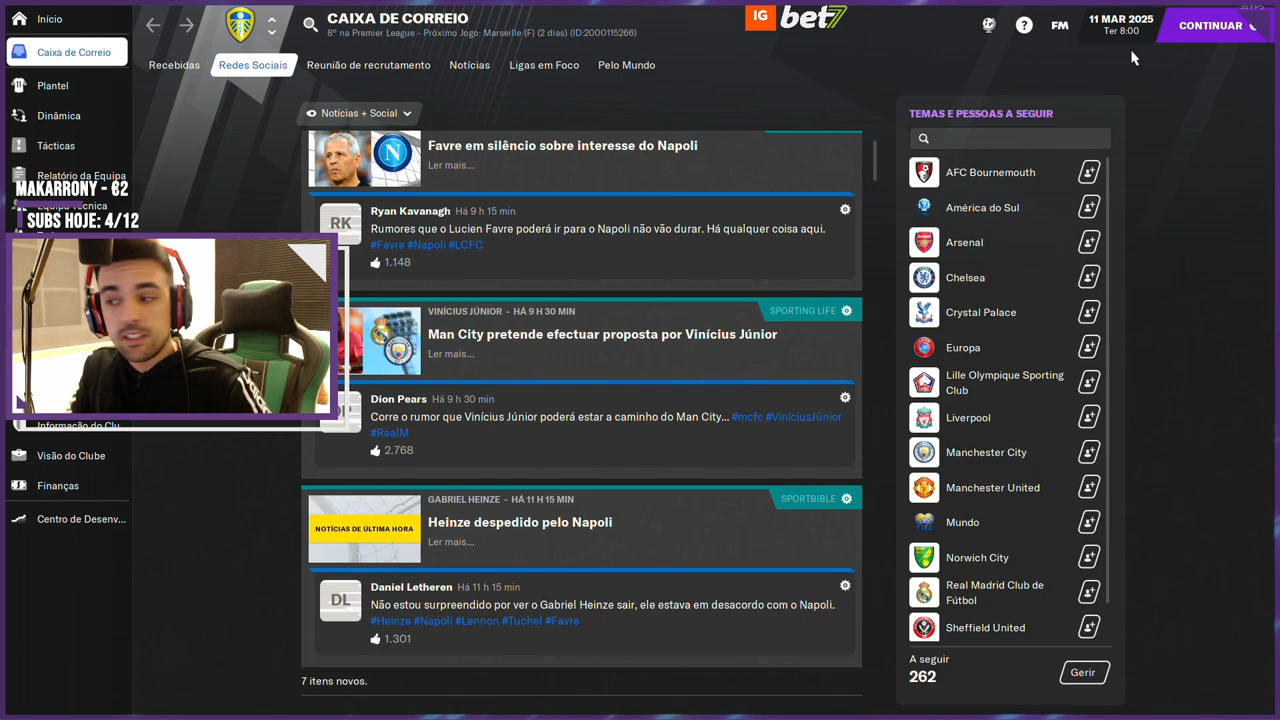 Início
Caixa de Correio
Plantel
Dinâmica
Tácticas
Relatório da Equipa
MAKARRONY - €2
Equipa Técnica
SUBS HOJE: 4/12
Visão do Clube
Finanças
Centro de Desenv...
CAIXA DE CORREIO
8º na Premier League - Próximo Jogo: Marseille (F) (2 dias) (ID:2000115266)
IG bet7
35 FPS
FM
11 MAR 2025
Ter 8:00
CONTINUAR
Recebidas
Redes Sociais
Reunião de recrutamento
Notícias
Ligas em Foco
Pelo Mundo
Notícias + Social
Favre em silêncio sobre interesse do Napoli
Ler mais...
RK
Ryan Kavanagh Há 9 h 15 min
Rumores que o Lucien Favre poderá ir para o Napoli não vão durar. Há qualquer coisa aqui.
#Favre #Napoli #LCFC
1.148
VINÍCIUS JÚNIOR - HÁ 9 H 30 MIN
SPORTING LIFE
Man City pretende efectuar proposta por Vinícius Júnior
Ler mais...
Dion Pears Há 9 h 30 min
Corre o rumor que Vinícius Júnior poderá estar a caminho do Man City... #mcfc #ViníciusJúnior
#RealM
2.768
GABRIEL HEINZE - HÁ 11 H 15 MIN
SPORTBIBLE
NOTÍCIAS DE ÚLTIMA HORA
Heinze despedido pelo Napoli
Ler mais...
DL
Daniel Letheren Há 11 h 15 min
Não estou surpreendido por ver o Gabriel Heinze sair, ele estava em desacordo com o Napoli.
#Heinze #Napoli #Lennon #Tuchel #Favre
1.301
7 itens novos.
TEMAS E PESSOAS A SEGUIR
AFC Bournemouth
América do Sul
Arsenal
Chelsea
Crystal Palace
Europa
Lille Olympique Sporting
Club
Liverpool
Manchester City
Manchester United
Mundo
Norwich City
Real Madrid Club de
Fútbol
Sheffield United
A seguir
262
Gerir